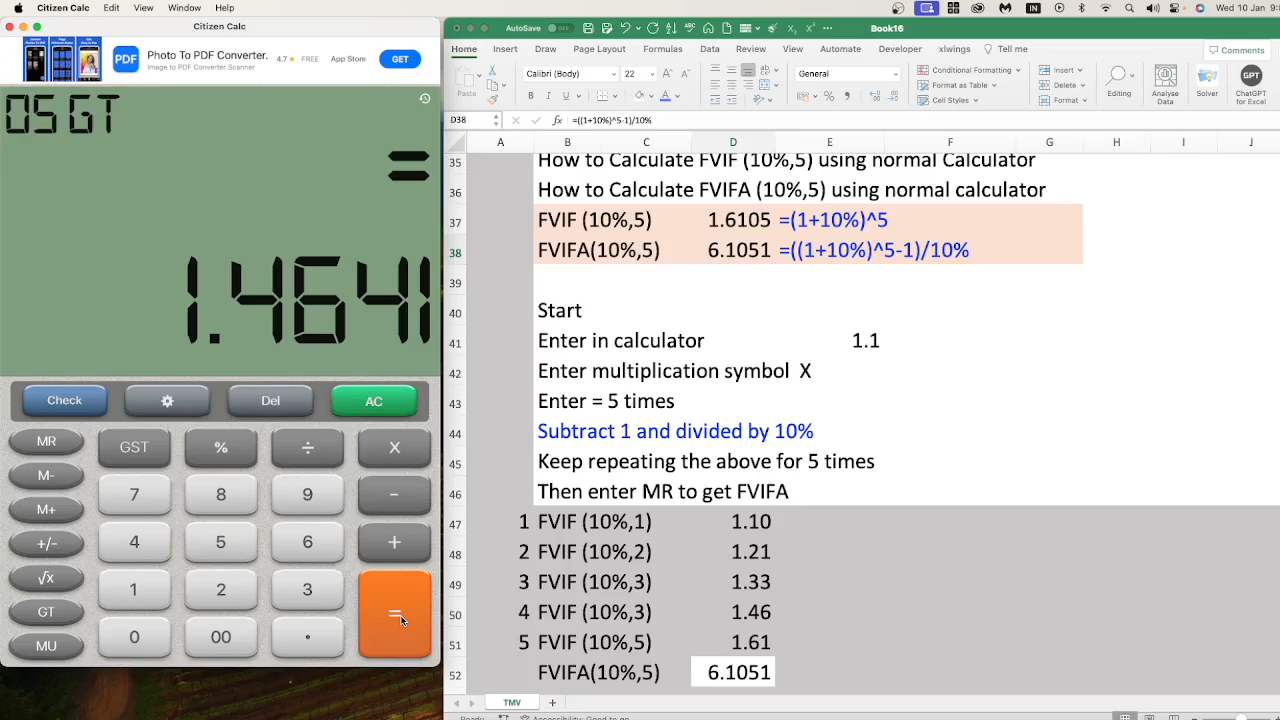 Citizen Calc Edit View Window Help
Citizen Calc
Photo To PDF Converter.
Image to PDF Converter Scanner
4.7 ★ FREE App Store GET
PDF
05 GT
=
1.4641
Check Del AC
MR GST % ÷ X
M- 7 8 9 -
M+ 4 5 6 +
+/- 1 2 3 =
√x
GT 0 00 .
MU
AutoSave OFF Book16
Home Insert Draw Page Layout Formulas Data Review View Automate Developer xlwings Tell me Comments
Paste Calibri (Body) 22 A A General Conditional Formatting Insert
B I U Format as Table Delete Editing Analyse Data Solver ChatGPT for Excel
Cell Styles Format
D38 fx =((1+10%)^5-1)/10%
A B C D E F G H I J
35 How to Calculate FVIF (10%,5) using normal Calculator
36 How to Calculate FVIFA (10%,5) using normal calculator
37 FVIF (10%,5) 1.6105 =(1+10%)^5
38 FVIFA(10%,5) 6.1051 =((1+10%)^5-1)/10%
39
40 Start
41 Enter in calculator 1.1
42 Enter multiplication symbol X
43 Enter = 5 times
44 Subtract 1 and divided by 10%
45 Keep repeating the above for 5 times
46 Then enter MR to get FVIFA
47 1 FVIF (10%,1) 1.10
48 2 FVIF (10%,2) 1.21
49 3 FVIF (10%,3) 1.33
50 4 FVIF (10%,3) 1.46
51 5 FVIF (10%,5) 1.61
52 FVIFA(10%,5) 6.1051
TMV +